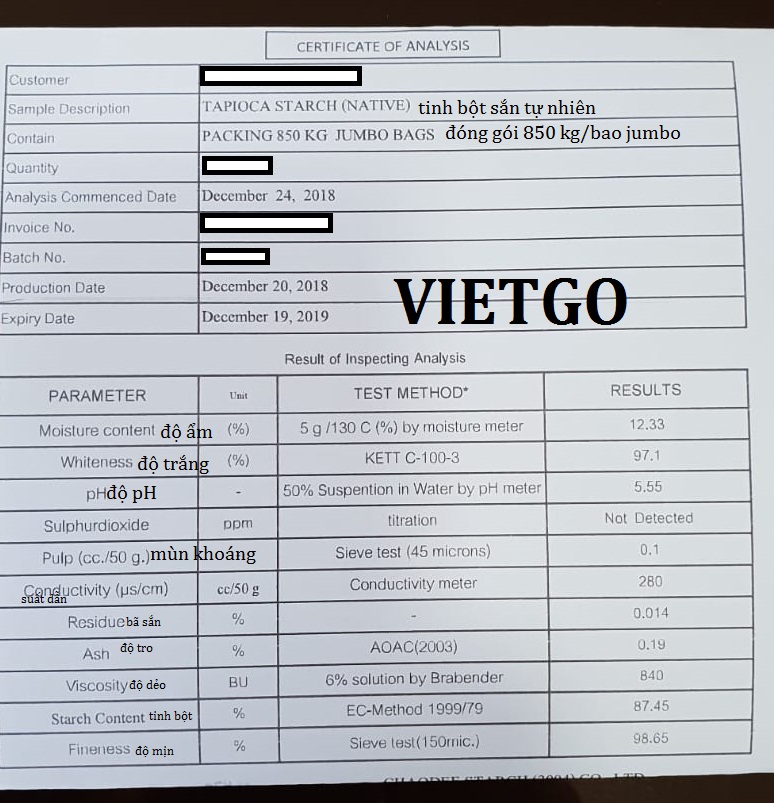 CERTIFICATE OF ANALYSIS
Customer
Sample Description TAPIOCA STARCH (NATIVE) tinh bột sắn tự nhiên
Contain PACKING 850 KG JUMBO BAGS đóng gói 850 kg/bao jumbo
Quantity
Analysis Commenced Date December 24, 2018
Invoice No.
Batch No.
Production Date December 20, 2018
Expiry Date December 19, 2019
VIETGO
Result of Inspecting Analysis
PARAMETER Unit TEST METHOD* RESULTS
Moisture content độ ẩm (%) 5 g /130 C (%) by moisture meter 12.33
Whiteness độ trắng (%) KETT C-100-3 97.1
pH độ pH - 50% Suspention in Water by pH meter 5.55
Sulphurdioxide ppm titration Not Detected
Pulp (cc./50 g.) mùn khoáng Sieve test (45 microns) 0.1
Conductivity (µs/cm) suất dẫn cc/50 g Conductivity meter 280
Residue bã sắn % - 0.014
Ash độ tro % AOAC(2003) 0.19
Viscosity độ dẻo BU 6% solution by Brabender 840
Starch Content tinh bột % EC-Method 1999/79 87.45
Fineness độ mịn % Sieve test(150mic.) 98.65
STARCH (2004) CO., LTD